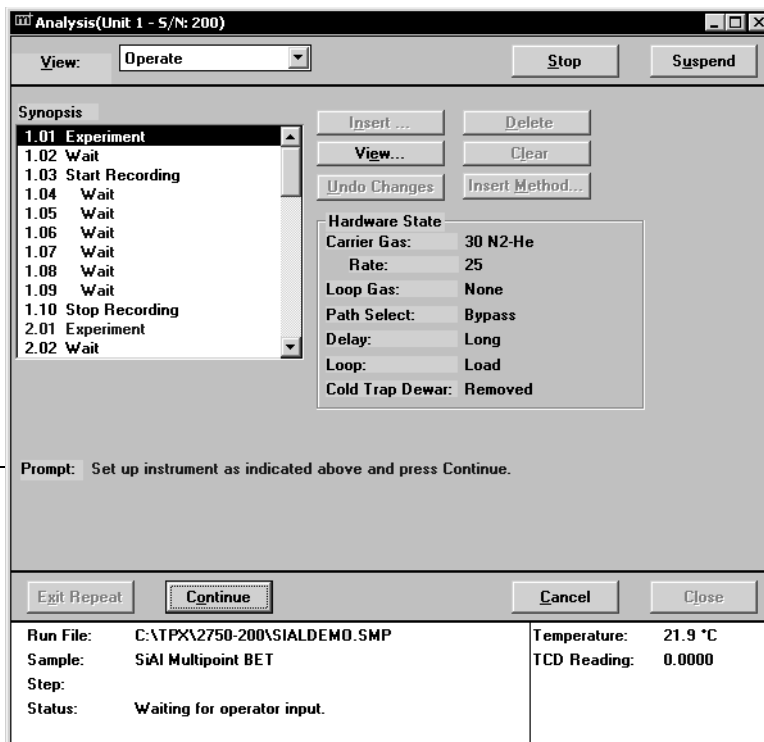 Analysis(Unit 1 - S/N: 200)
View: Operate Stop Suspend
Synopsis
1.01 Experiment
1.02 Wait
1.03 Start Recording
1.04 Wait
1.05 Wait
1.06 Wait
1.07 Wait
1.08 Wait
1.09 Wait
1.10 Stop Recording
2.01 Experiment
2.02 Wait
Insert ... Delete
View... Clear
Undo Changes Insert Method...
Hardware State
Carrier Gas: 30 N2-He
Rate: 25
Loop Gas: None
Path Select: Bypass
Delay: Long
Loop: Load
Cold Trap Dewar: Removed
Prompt: Set up instrument as indicated above and press Continue.
Exit Repeat Continue Cancel Close
Run File: C:\TPX\2750-200\SIALDEMO.SMP
Sample: SiAl Multipoint BET
Step:
Status: Waiting for operator input.
Temperature: 21.9 °C
TCD Reading: 0.0000